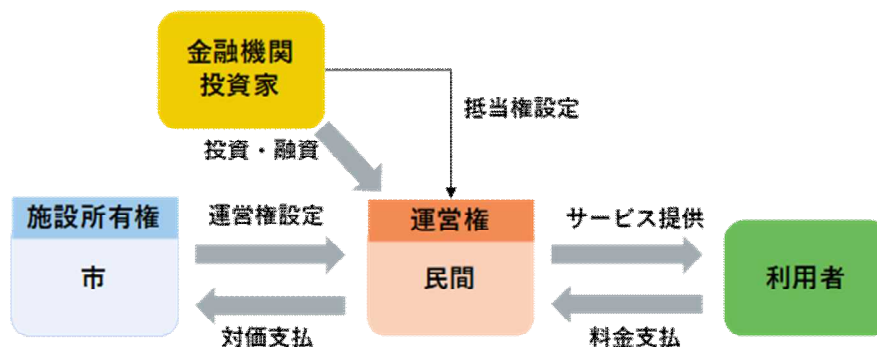 金融機関
投資家
抵当権設定
投資・融資
施設所有権
市
運営権設定
対価支払
運営権
民間
サービス提供
料金支払
利用者